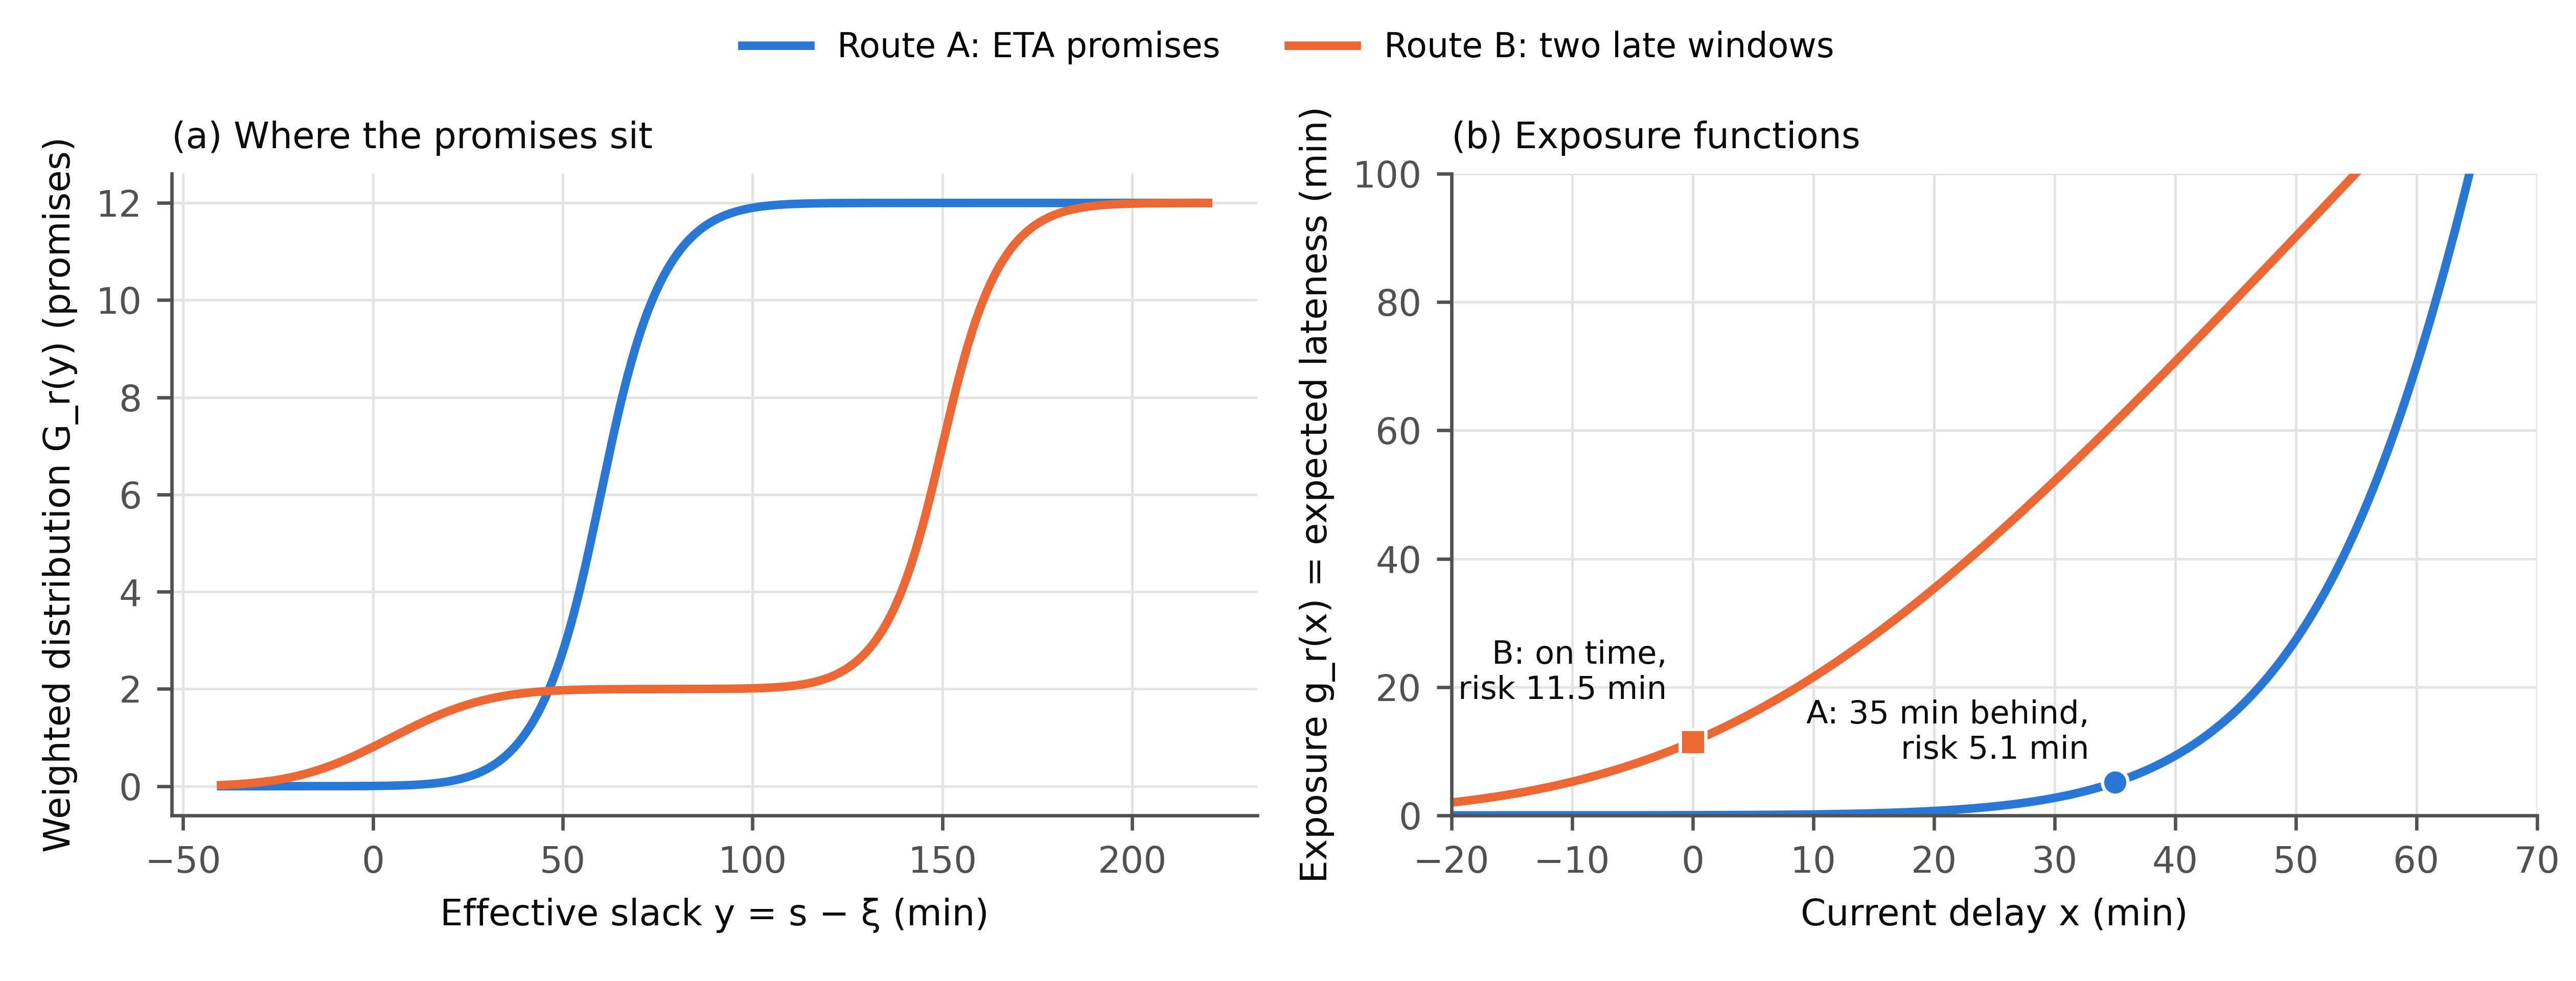 Route A: ETA promises
Route B: two late windows
(a) Where the promises sit
Weighted distribution G_r(y) (promises)
12
10
8
6
4
2
0
−50
0
50
100
150
200
Effective slack y = s − ξ (min)
(b) Exposure functions
Exposure g_r(x) = expected lateness (min)
100
80
60
40
20
0
B: on time,
risk 11.5 min
A: 35 min behind,
risk 5.1 min
−20
−10
0
10
20
30
40
50
60
70
Current delay x (min)